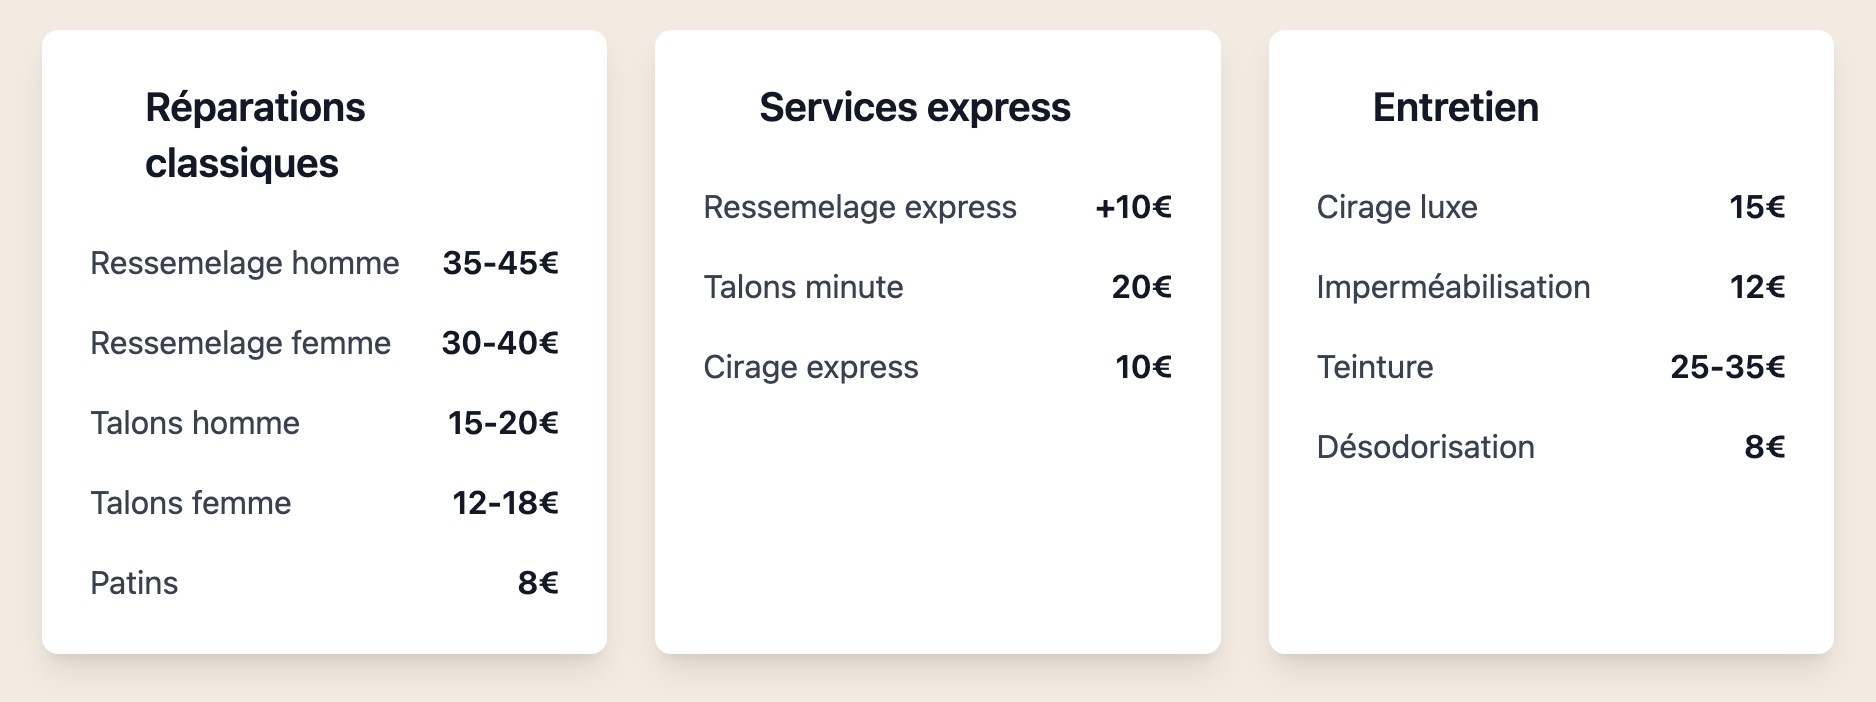 Réparations
classiques
Ressemelage homme 35-45€
Ressemelage femme 30-40€
Talons homme 15-20€
Talons femme 12-18€
Patins 8€
Services express
Ressemelage express +10€
Talons minute 20€
Cirage express 10€
Entretien
Cirage luxe 15€
Imperméabilisation 12€
Teinture 25-35€
Désodorisation 8€